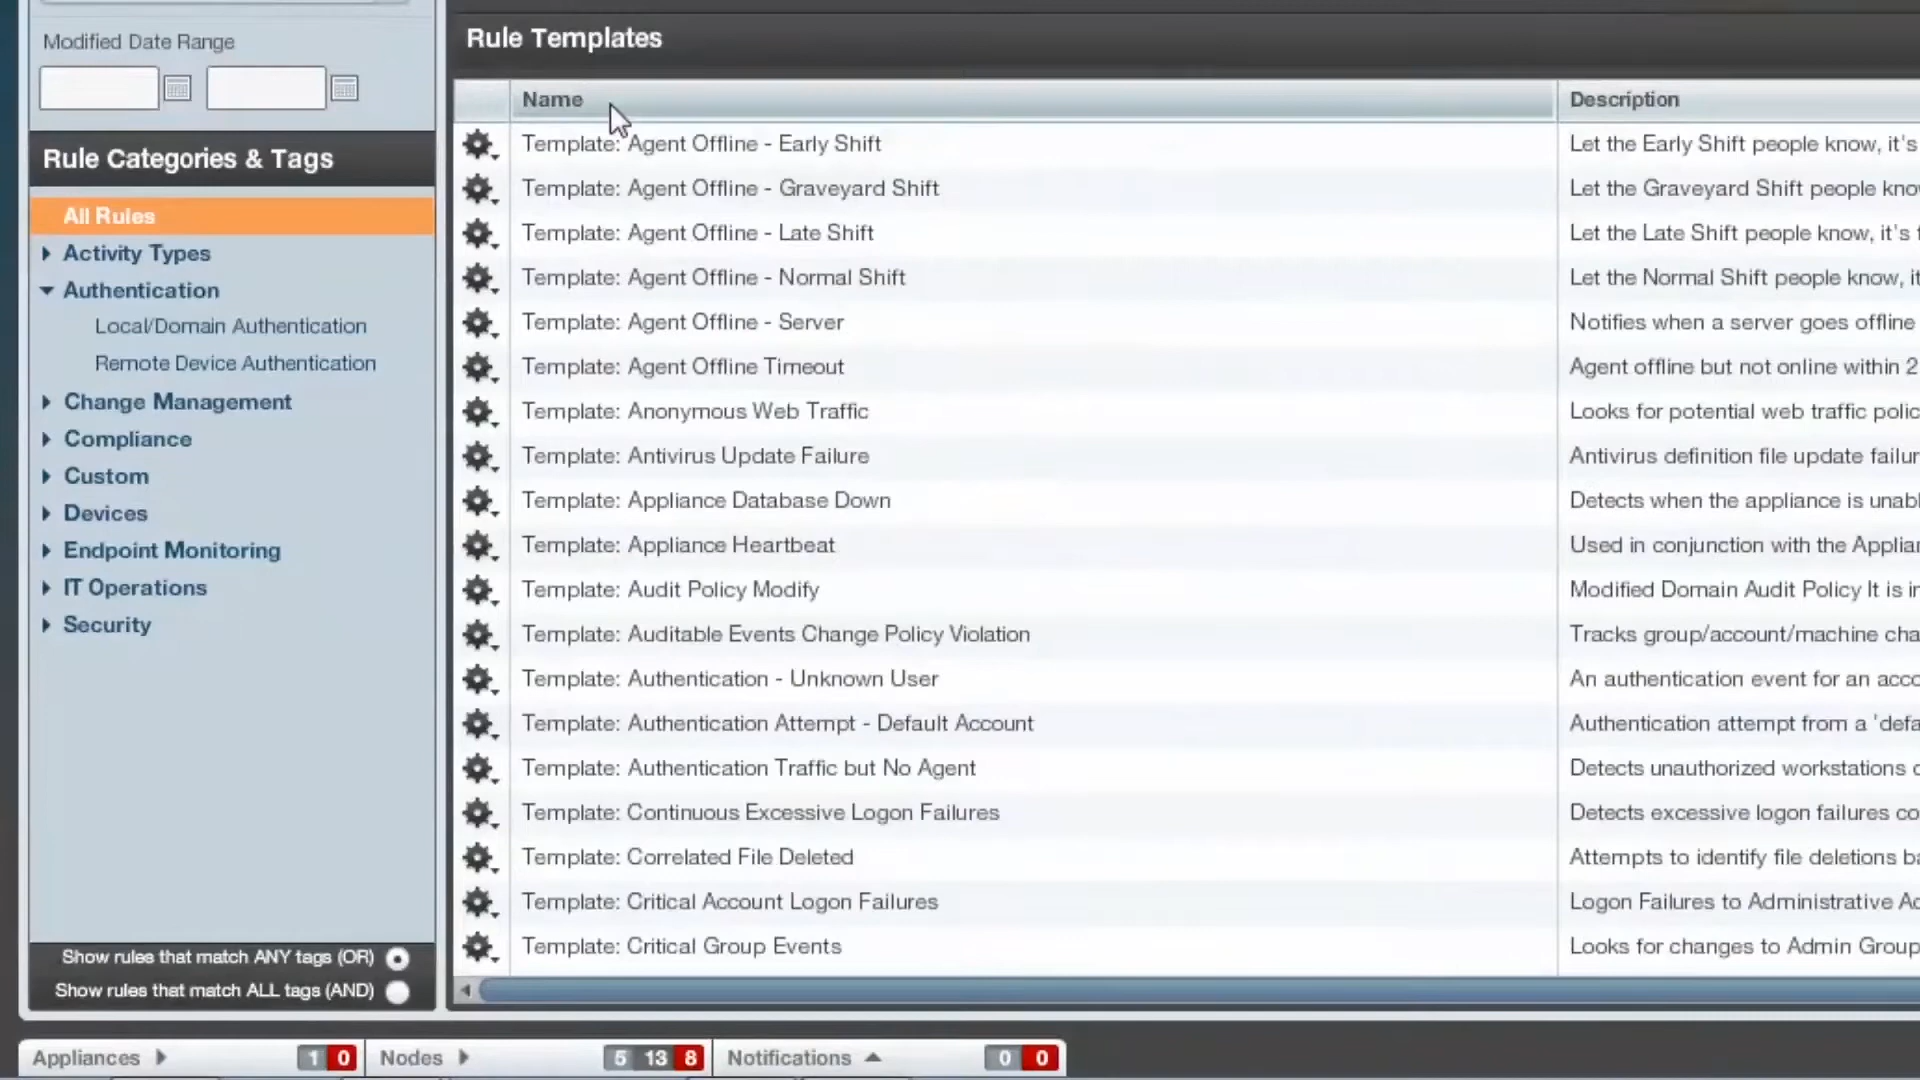 Modified Date Range
Rule Categories & Tags
All Rules
Activity Types
Authentication
Local/Domain Authentication
Remote Device Authentication
Change Management
Compliance
Custom
Devices
Endpoint Monitoring
IT Operations
Security
Show rules that match ANY tags (OR)
Show rules that match ALL tags (AND)
Rule Templates
Name Description
Template: Agent Offline - Early Shift Let the Early Shift people know, it's
Template: Agent Offline - Graveyard Shift Let the Graveyard Shift people kno
Template: Agent Offline - Late Shift Let the Late Shift people know, it's
Template: Agent Offline - Normal Shift Let the Normal Shift people know, it
Template: Agent Offline - Server Notifies when a server goes offline
Template: Agent Offline Timeout Agent offline but not online within 2
Template: Anonymous Web Traffic Looks for potential web traffic polic
Template: Antivirus Update Failure Antivirus definition file update failur
Template: Appliance Database Down Detects when the appliance is unabl
Template: Appliance Heartbeat Used in conjunction with the Applian
Template: Audit Policy Modify Modified Domain Audit Policy It is in
Template: Auditable Events Change Policy Violation Tracks group/account/machine cha
Template: Authentication - Unknown User An authentication event for an acco
Template: Authentication Attempt - Default Account Authentication attempt from a 'defa
Template: Authentication Traffic but No Agent Detects unauthorized workstations
Template: Continuous Excessive Logon Failures Detects excessive logon failures co
Template: Correlated File Deleted Attempts to identify file deletions ba
Template: Critical Account Logon Failures Logon Failures to Administrative Ac
Template: Critical Group Events Looks for changes to Admin Group
Appliances 1 0 Nodes 5 13 8 Notifications 0 0